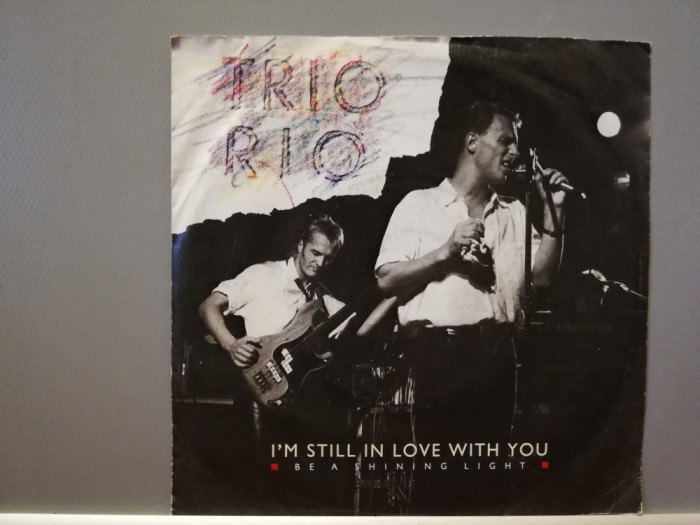 TRIO
RIO
I'M STILL IN LOVE WITH YOU
BE A SHINING LIGHT